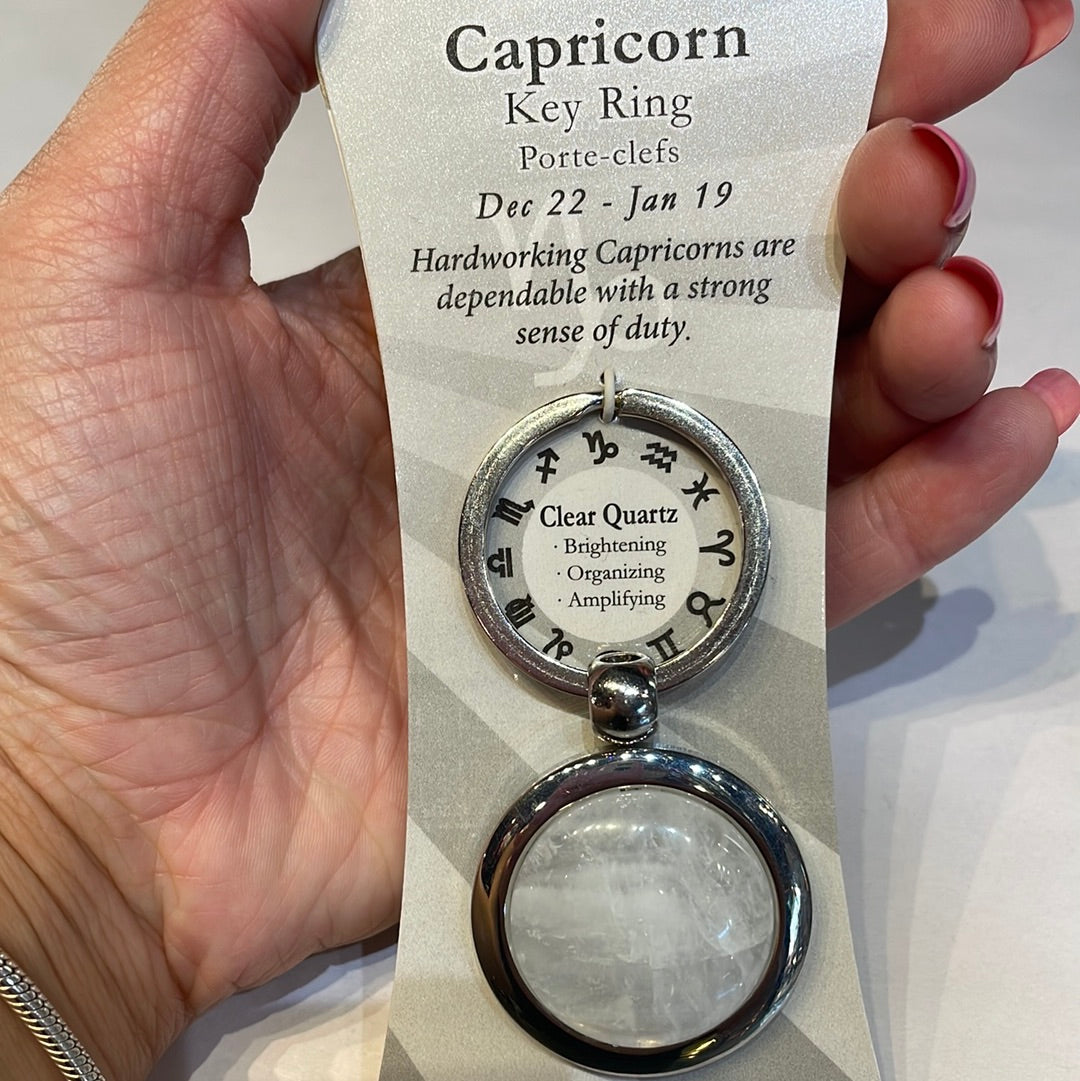 Capricorn
Key Ring
Porte-clefs
Dec 22 - Jan 19
Hardworking Capricorns are
dependable with a strong
sense of duty.
Clear Quartz
· Brightening
· Organizing
· Amplifying